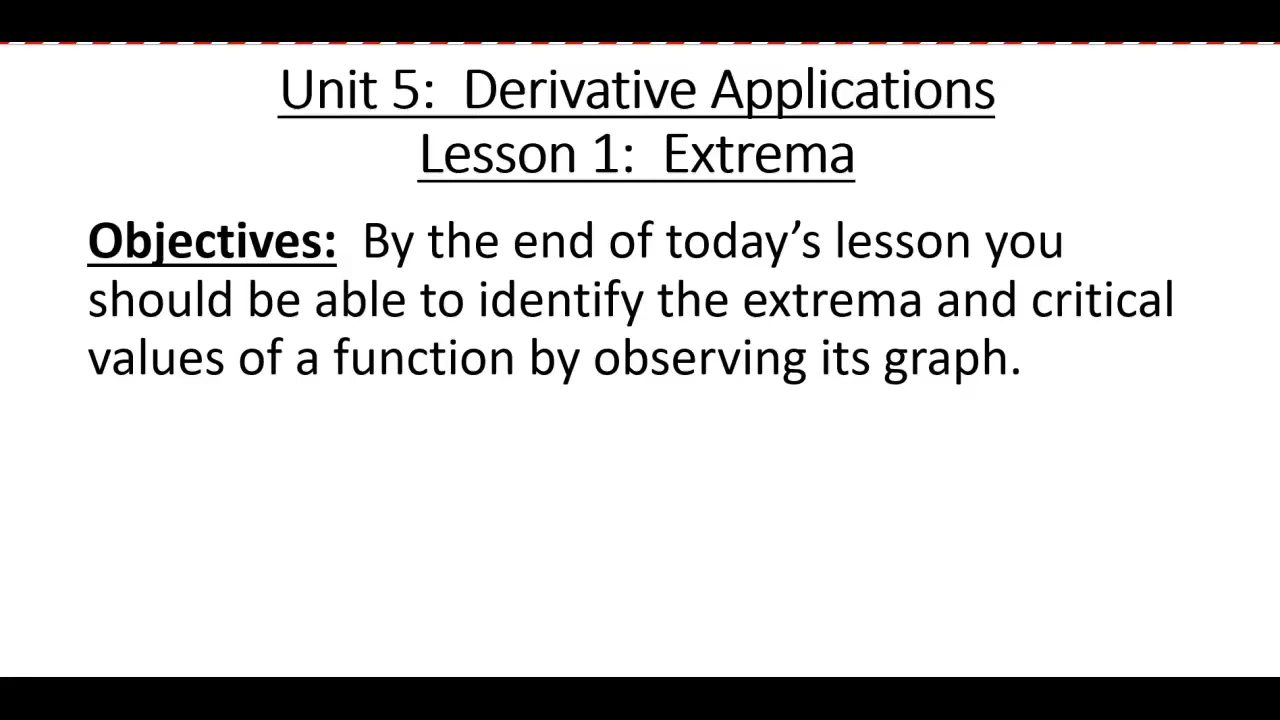 Unit 5:  Derivative Applications
Lesson 1:  Extrema
Objectives:  By the end of today’s lesson you
should be able to identify the extrema and critical
values of a function by observing its graph.